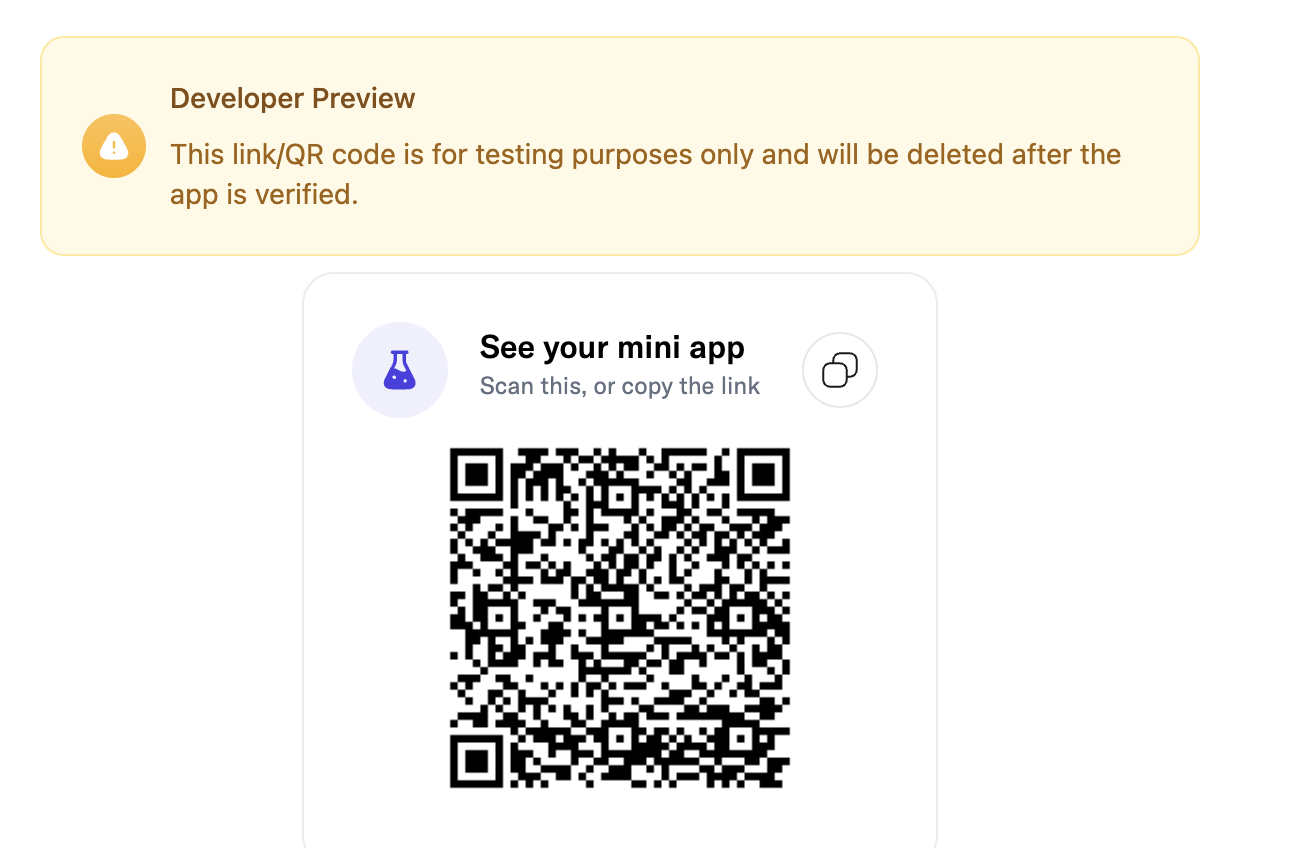 Developer Preview
This link/QR code is for testing purposes only and will be deleted after the
app is verified.
See your mini app
Scan this, or copy the link